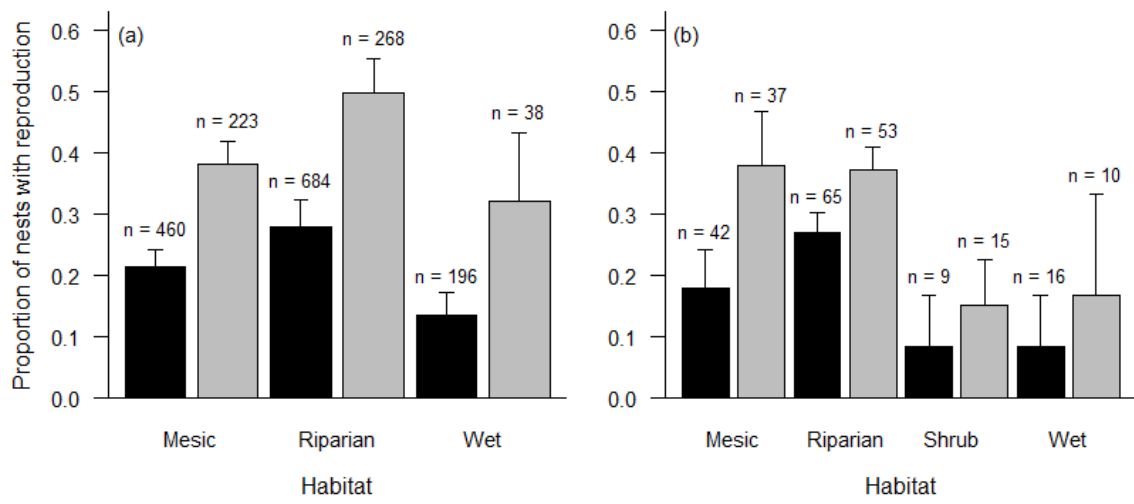 Proportion of nests with reproduction
(a)
0.6
0.5
0.4
0.3
0.2
0.1
0.0
n = 460
n = 223
n = 684
n = 268
n = 196
n = 38
Mesic
Riparian
Wet
Habitat
(b)
0.6
0.5
0.4
0.3
0.2
0.1
0.0
n = 42
n = 37
n = 65
n = 53
n = 9
n = 15
n = 16
n = 10
Mesic
Riparian
Shrub
Wet
Habitat